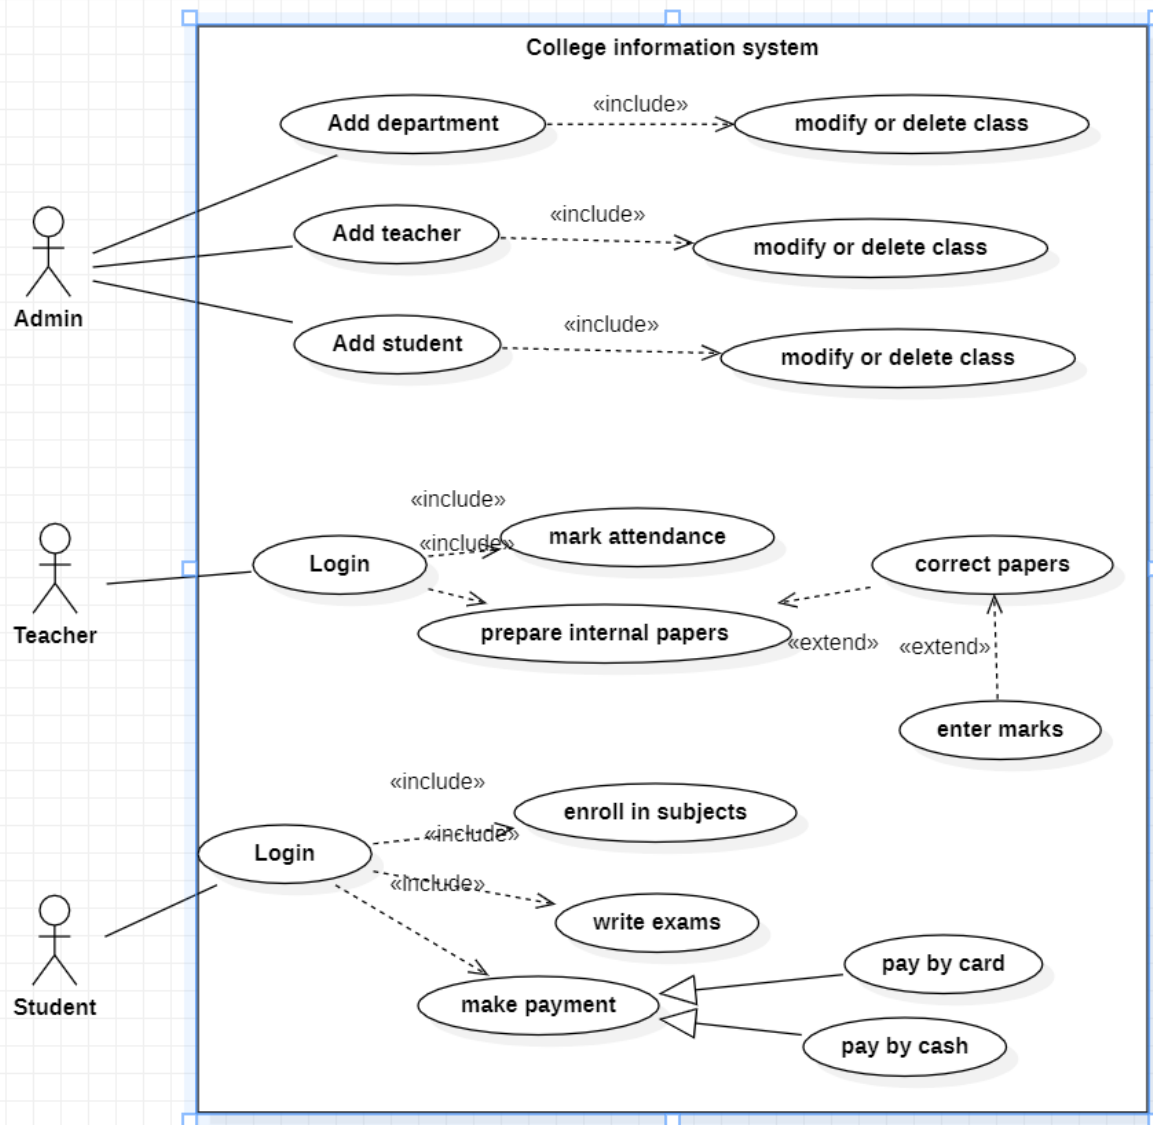 College information system
Add department
«include»
modify or delete class
Add teacher
«include»
modify or delete class
Admin
Add student
«include»
modify or delete class
«include»
mark attendance
«include»
Login
correct papers
Teacher
prepare internal papers
«extend»
«extend»
enter marks
«include»
enroll in subjects
«include»
Login
«include»
write exams
Student
make payment
pay by card
pay by cash